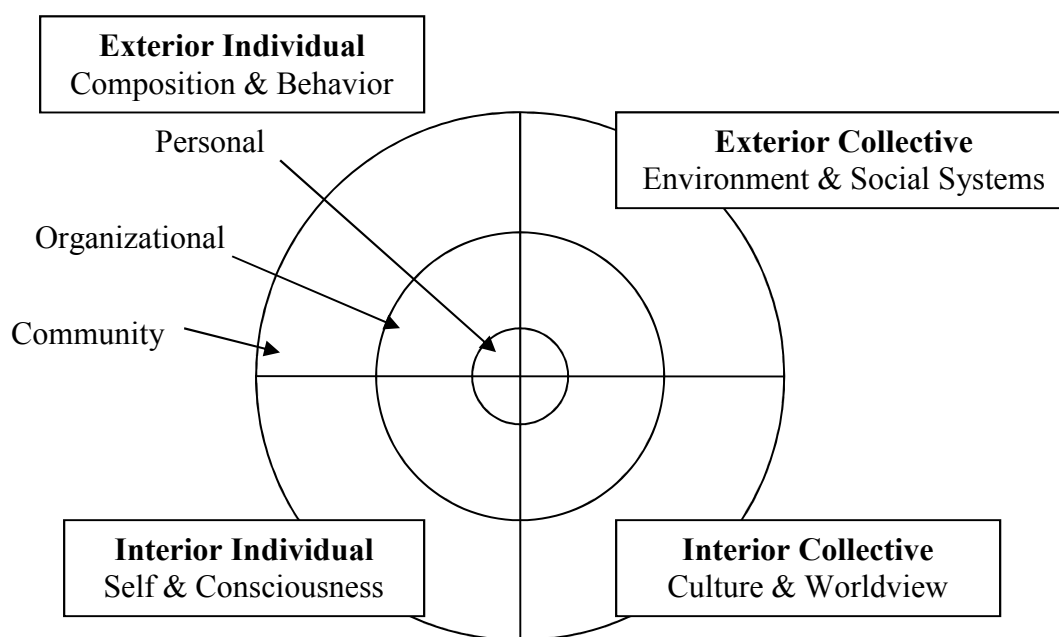 Exterior Individual
Composition & Behavior
Personal
Exterior Collective
Environment & Social Systems
Organizational
Community
Interior Individual
Self & Consciousness
Interior Collective
Culture & Worldview